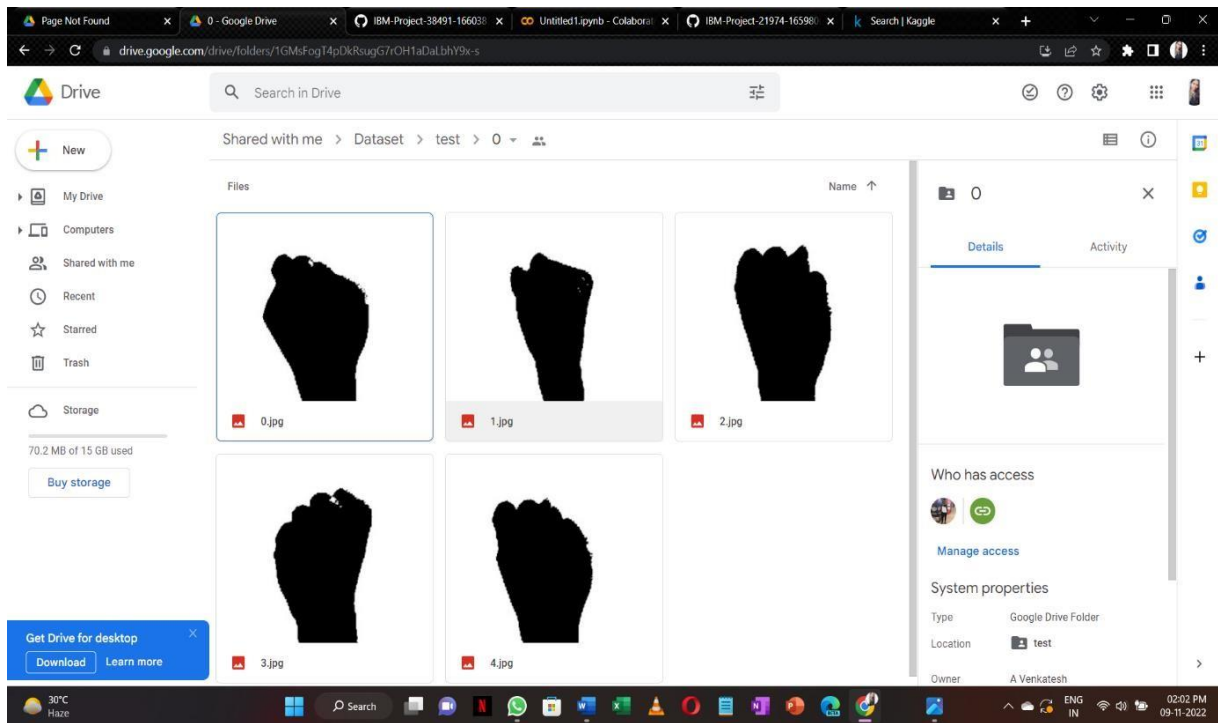 Page Not Found
0 - Google Drive
IBM-Project-38491-166038
Untitled1.ipynb - Colaborat
IBM-Project-21974-165980
Search | Kaggle
drive.google.com/drive/folders/1GMsFogT4pDkRsugG7rOH1aDaLbhY9x-s
Drive
Search in Drive
New
Shared with me > Dataset > test > 0
My Drive
Computers
Shared with me
Recent
Starred
Trash
Storage
70.2 MB of 15 GB used
Buy storage
Files
Name
0.jpg
1.jpg
2.jpg
3.jpg
4.jpg
0
Details
Activity
Who has access
Manage access
System properties
Type Google Drive Folder
Location test
Owner A Venkatesh
Get Drive for desktop
Download Learn more
30°C
Haze
Search
ENG
IN
02:02 PM
09-11-2022